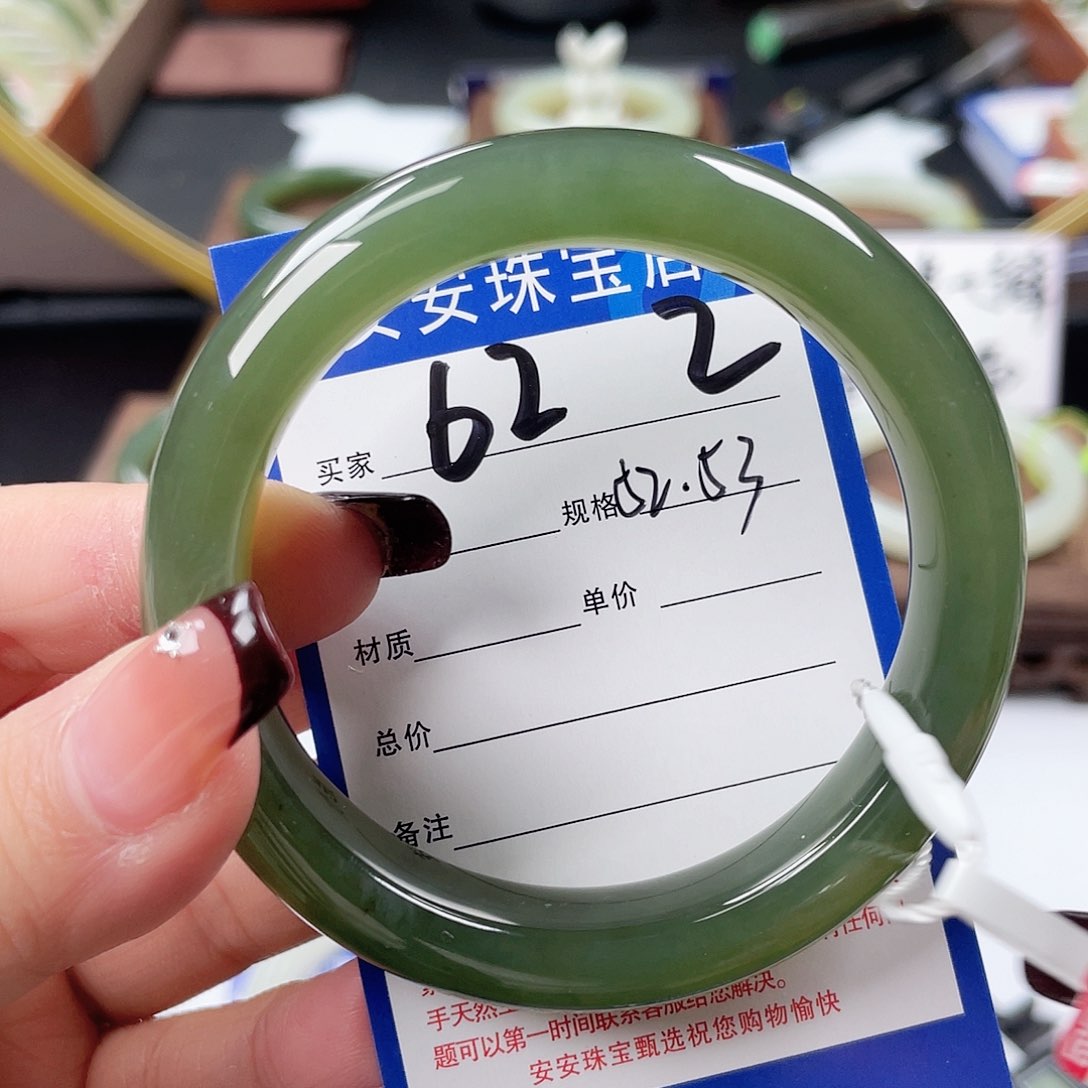 安珠宝店
62 2
买家
规格 52.53
单价
材质
总价
备注
手天然
题可以第一时间联系客服给您解决。
安安珠宝甄选祝您购物愉快